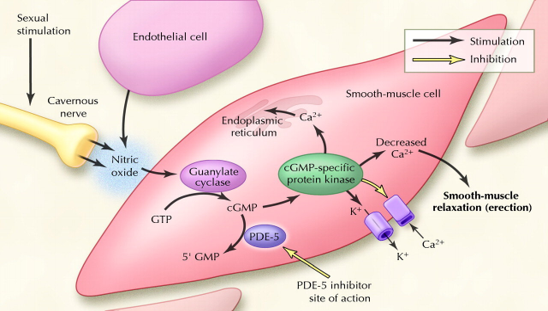 Sexual
stimulation
Endothelial cell
Stimulation
Inhibition
Cavernous
nerve
Smooth-muscle cell
Endoplasmic
reticulum
Ca2+
Nitric
oxide
Guanylate
cyclase
cGMP-specific
protein kinase
Decreased
Ca2+
Smooth-muscle
relaxation (erection)
GTP
cGMP
K+
PDE-5
5' GMP
K+
Ca2+
PDE-5 inhibitor
site of action